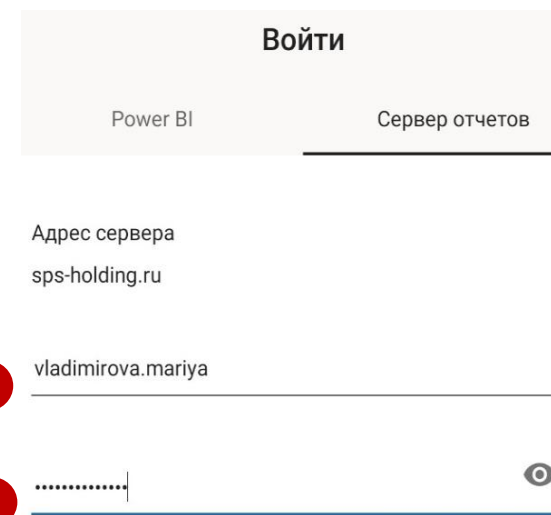 Войти
Power BI
Сервер отчетов
Адрес сервера
sps-holding.ru
vladimirova.mariya
••••••••••••••